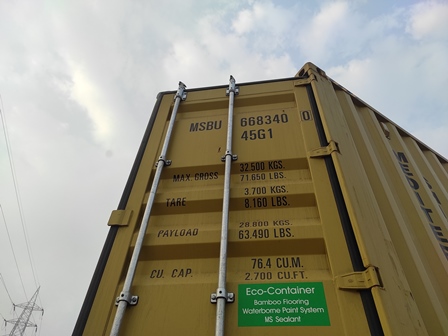 MSBU 668340 0
45G1
MAX. GROSS 32.500 KGS.
71.650 LBS.
TARE 3.700 KGS.
8.160 LBS.
PAYLOAD 28.800 KGS.
63.490 LBS.
CU. CAP. 76.4 CU.M.
2.700 CU.FT.
Eco-Container
Bamboo Flooring
Waterborne Paint System
MS Sealant